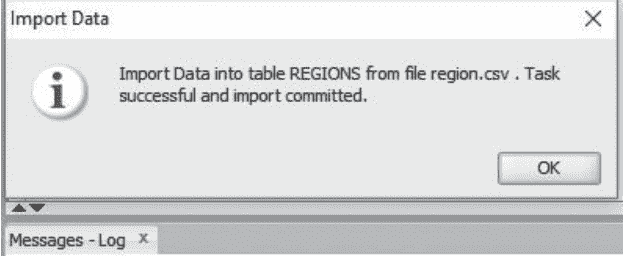 Import Data
Import Data into table REGIONS from file region.csv . Task
successful and import committed.
OK
Messages - Log